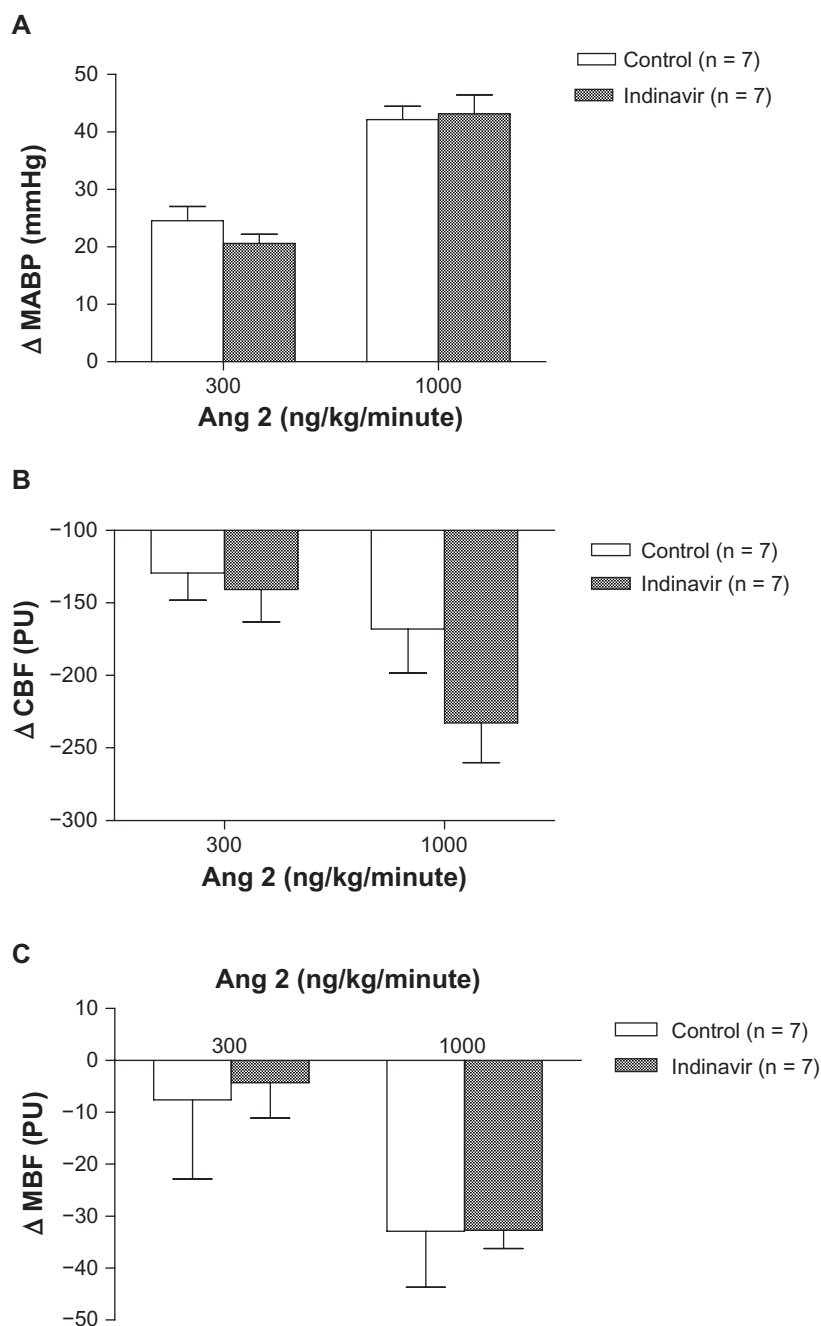 A
Control (n = 7)
Indinavir (n = 7)
Δ MABP (mmHg)
50
40
30
20
10
0
300 1000
Ang 2 (ng/kg/minute)
B
Control (n = 7)
Indinavir (n = 7)
Δ CBF (PU)
−100
−150
−200
−250
−300
300 1000
Ang 2 (ng/kg/minute)
C
Ang 2 (ng/kg/minute)
Control (n = 7)
Indinavir (n = 7)
Δ MBF (PU)
10
0
−10
−20
−30
−40
−50
300 1000